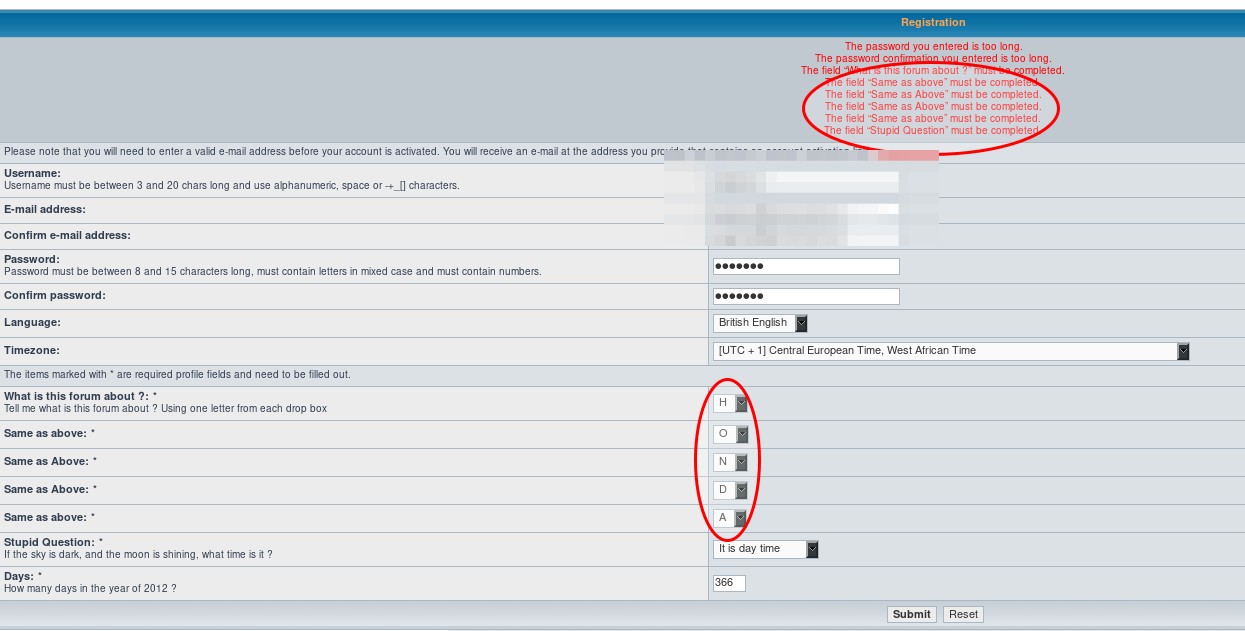 Registration
The password you entered is too long.
The password confirmation you entered is too long.
The field “What is this forum about ?” must be completed.
The field “Same as above” must be completed.
The field “Same as Above” must be completed.
The field “Same as Above” must be completed.
The field “Same as above” must be completed.
The field “Stupid Question” must be completed.
Please note that you will need to enter a valid e-mail address before your account is activated. You will receive an e-mail at the address you provide that contains an account activation
Username:
Username must be between 3 and 20 chars long and use alphanumeric, space or -+_[] characters.
E-mail address:
Confirm e-mail address:
Password:
Password must be between 8 and 15 characters long, must contain letters in mixed case and must contain numbers.
Confirm password:
Language: British English
Timezone: [UTC + 1] Central European Time, West African Time
The items marked with * are required profile fields and need to be filled out.
What is this forum about ?: * H
Tell me what is this forum about ? Using one letter from each drop box
Same as above: * O
Same as Above: * N
Same as Above: * D
Same as above: * A
Stupid Question: * It is day time
If the sky is dark, and the moon is shining, what time is it ?
Days: * 366
How many days in the year of 2012 ?
Submit Reset